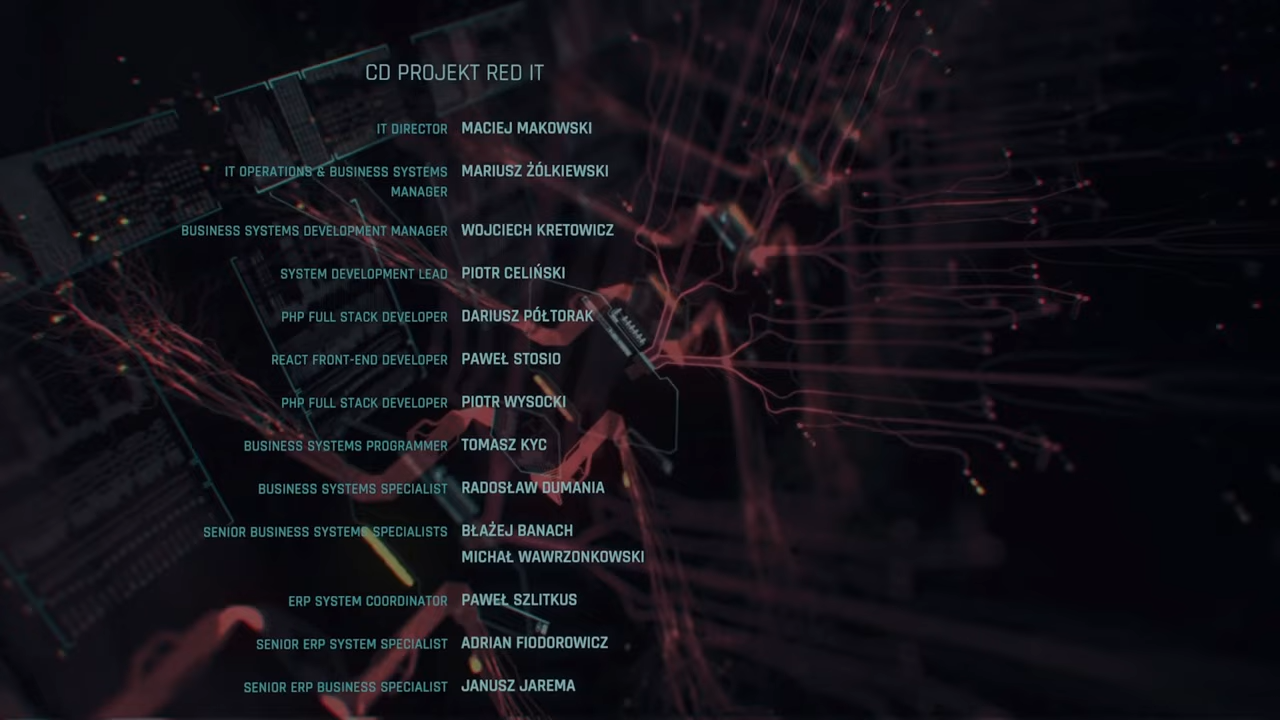 CD PROJEKT RED IT
IT DIRECTOR MACIEJ MAKOWSKI
IT OPERATIONS & BUSINESS SYSTEMS MARIUSZ ŻÓLKIEWSKI
MANAGER
BUSINESS SYSTEMS DEVELOPMENT MANAGER WOJCIECH KRETOWICZ
SYSTEM DEVELOPMENT LEAD PIOTR CELIŃSKI
PHP FULL STACK DEVELOPER DARIUSZ PÓŁTORAK
REACT FRONT-END DEVELOPER PAWEŁ STOSIO
PHP FULL STACK DEVELOPER PIOTR WYSOCKI
BUSINESS SYSTEMS PROGRAMMER TOMASZ KYC
BUSINESS SYSTEMS SPECIALIST RADOSŁAW DUMANIA
SENIOR BUSINESS SYSTEMS SPECIALISTS BŁAŻEJ BANACH
MICHAŁ WAWRZONKOWSKI
ERP SYSTEM COORDINATOR PAWEŁ SZLITKUS
SENIOR ERP SYSTEM SPECIALIST ADRIAN FIODOROWICZ
SENIOR ERP BUSINESS SPECIALIST JANUSZ JAREMA